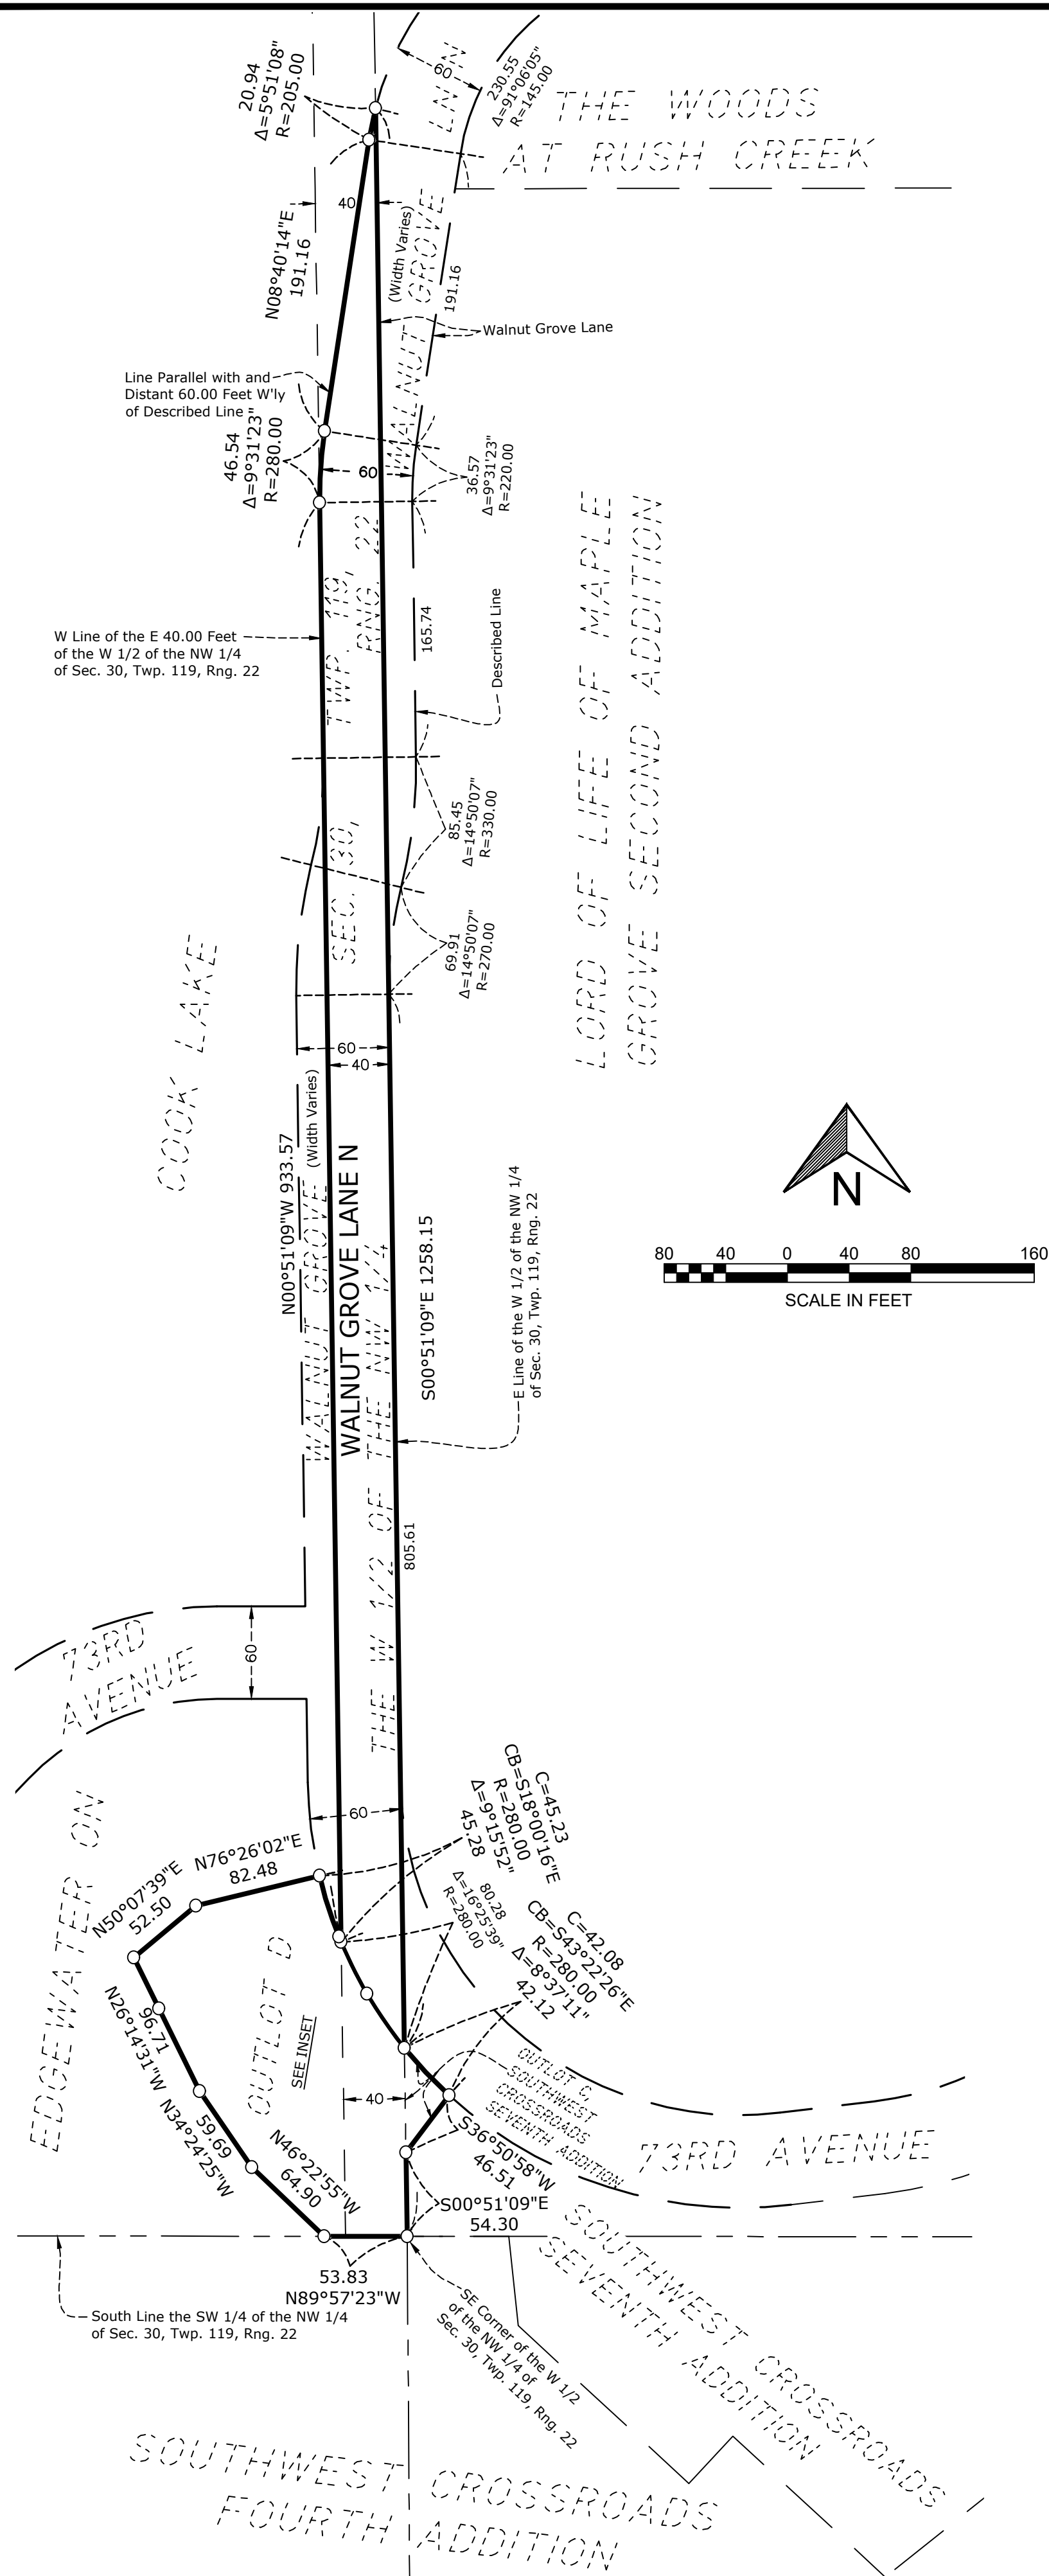 20.94
Δ=5°51'08"
R=205.00
60
LN N
230.55
Δ=91°06'05"
R=145.00
THE WOODS
AT RUSH CREEK
40
N08°40'14"E
191.16
(Width Varies)
WALNUT GROVE
191.16
Walnut Grove Lane
Line Parallel with and
Distant 60.00 Feet W'ly
of Described Line
46.54
Δ=9°31'23"
R=280.00
60
36.57
Δ=9°31'23"
R=220.00
TWP. 119,
RNG. 22
W Line of the E 40.00 Feet
of the W 1/2 of the NW 1/4
of Sec. 30, Twp. 119, Rng. 22
165.74
Described Line
LORD OF LIFE OF MAPLE
GROVE SECOND ADDITION
85.45
Δ=14°50'07"
R=330.00
SEC. 30,
69.91
Δ=14°50'07"
R=270.00
COOK LAKE
60
40
N00°51'09"W 933.57
(Width Varies)
WALNUT GROVE
WALNUT GROVE LANE N
THE NW 1/4
S00°51'09"E 1258.15
E Line of the W 1/2 of the NW 1/4
of Sec. 30, Twp. 119, Rng. 22
N
80 40 0 40 80 160
SCALE IN FEET
THE W 1/2 OF
805.61
73RD
AVENUE
60
60
C=45.23
CB=S18°00'16"E
R=280.00
Δ=9°15'52"
45.28
80.28
Δ=16°25'39"
R=280.00
C=42.08
CB=S43°22'26"E
R=280.00
Δ=8°37'11"
42.12
EDGEWATER ON
N76°26'02"E
82.48
N50°07'39"E
52.50
N26°14'31"W
96.71
N34°24'25"W
59.69
N46°22'55"W
64.90
OUTLOT D
SEE INSET
40
OUTLOT C,
SOUTHWEST
CROSSROADS
SEVENTH ADDITION
73RD AVENUE
S36°50'58"W
46.51
S00°51'09"E
54.30
53.83
N89°57'23"W
South Line the SW 1/4 of the NW 1/4
of Sec. 30, Twp. 119, Rng. 22
SE Corner of the W 1/2
of the NW 1/4 of
Sec. 30, Twp. 119, Rng. 22
SOUTHWEST CROSSROADS
SEVENTH ADDITION
SOUTHWEST CROSSROADS
FOURTH ADDITION